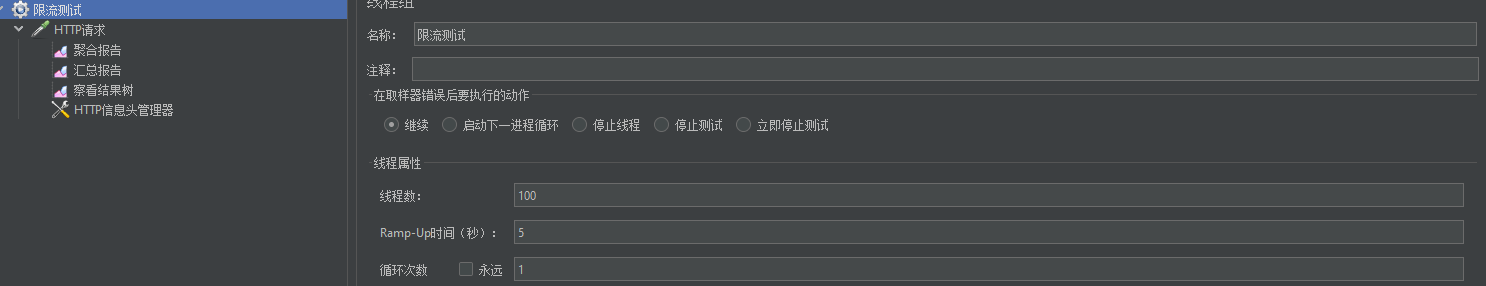 限流测试
HTTP请求
聚合报告
汇总报告
察看结果树
HTTP信息头管理器
线程组
名称： 限流测试
注释：
在取样器错误后要执行的动作
继续 启动下一进程循环 停止线程 停止测试 立即停止测试
线程属性
线程数： 100
Ramp-Up时间（秒）： 5
循环次数 永远 1